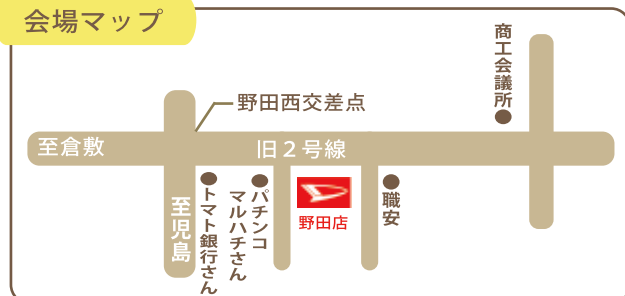 会場マップ
商工会議所
野田西交差点
至倉敷
旧２号線
至児島
トマト銀行さん
パチンコ
マルハチさん
野田店
職安